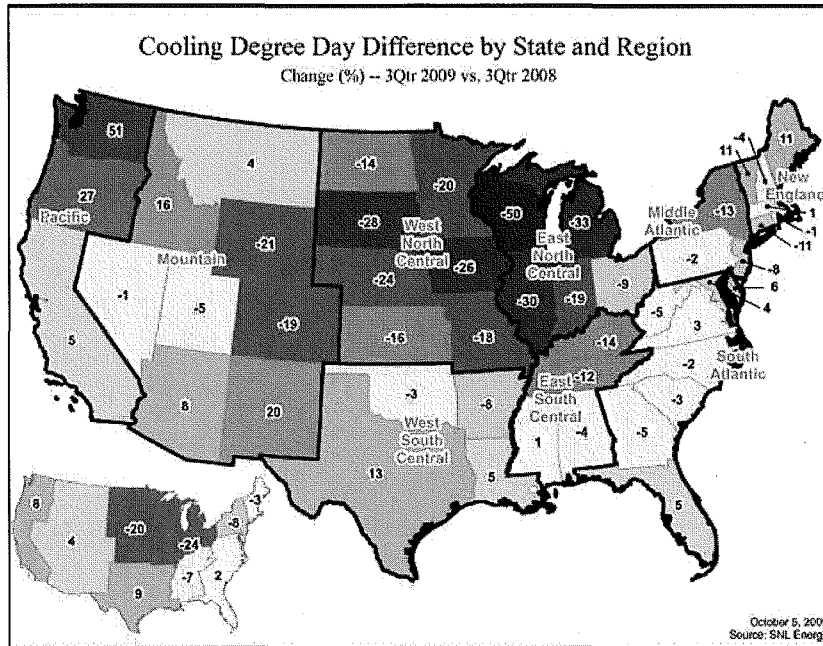 Cooling Degree Day Difference by State and Region
Change (%) -- 3Qtr 2009 vs. 3Qtr 2008
51
27
Pacific
5
16
4
Mountain
-21
-1
-5
-19
8
20
-14
-20
-28
West
North
Central
-24
-26
-16
-18
-50
-33
East
North
Central
-30
-19
-9
-3
-8
West
South
Central
13
5
-14
-12
East
South
Central
1
-4
Middle
Atlantic
-13
-2
11
-4
11
New
England
1
-1
-11
-8
6
4
-5
3
-2
South
Atlantic
-3
-5
5
8
4
-20
-24
-8
-3
9
-7
2
October 5, 200
Source: SNL Energ